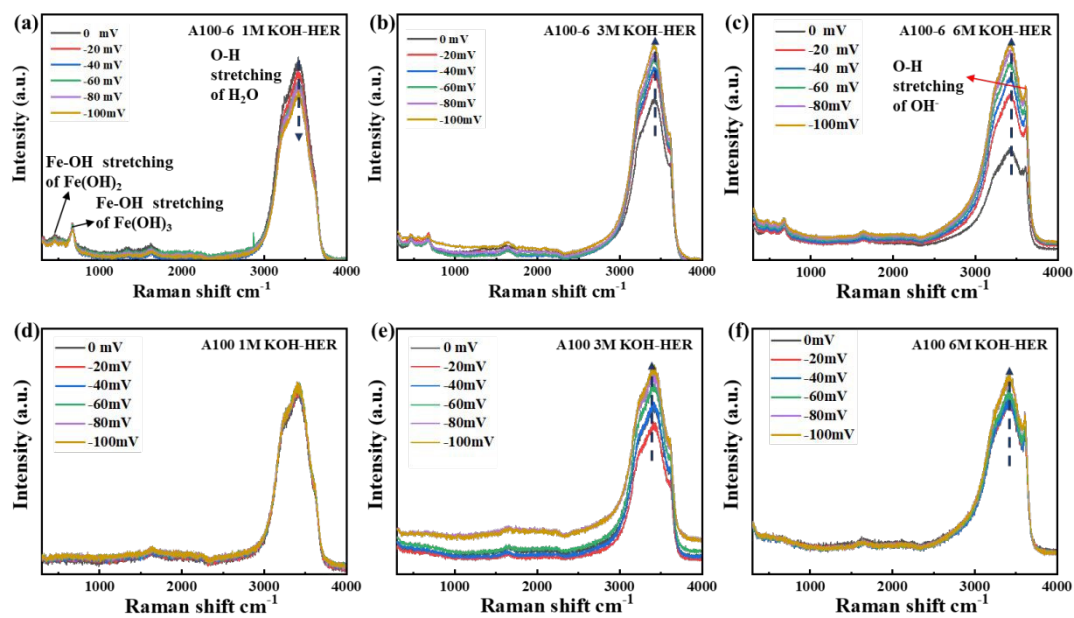 (a)
A100-6 1M KOH-HER
0 mV
-20 mV
-40 mV
-60 mV
-80 mV
-100mV
O-H
stretching
of H2O
Fe-OH stretching
of Fe(OH)2
Fe-OH stretching
of Fe(OH)3
Intensity (a.u.)
1000 2000 3000 4000
Raman shift cm-1
(b)
A100-6 3M KOH-HER
0 mV
-20mV
-40mV
-60mV
-80mV
-100mV
Intensity (a.u.)
1000 2000 3000 4000
Raman shift cm-1
(c)
A100-6 6M KOH-HER
0 mV
-20 mV
-40 mV
-60 mV
-80mV
-100mV
O-H
stretching
of OH-
Intensity (a.u.)
1000 2000 3000 4000
Raman shift cm-1
(d)
A100 1M KOH-HER
0 mV
-20mV
-40mV
-60mV
-80mV
-100mV
Intensity (a.u.)
1000 2000 3000 4000
Raman shift cm-1
(e)
A100 3M KOH-HER
0 mV
-20mV
-40mV
-60mV
-80mV
-100mV
Intensity (a.u.)
1000 2000 3000 4000
Raman shift cm-1
(f)
A100 6M KOH-HER
0mV
-20mV
-40mV
-60mV
-80mV
-100mV
Intensity (a.u.)
1000 2000 3000 4000
Raman shift cm-1